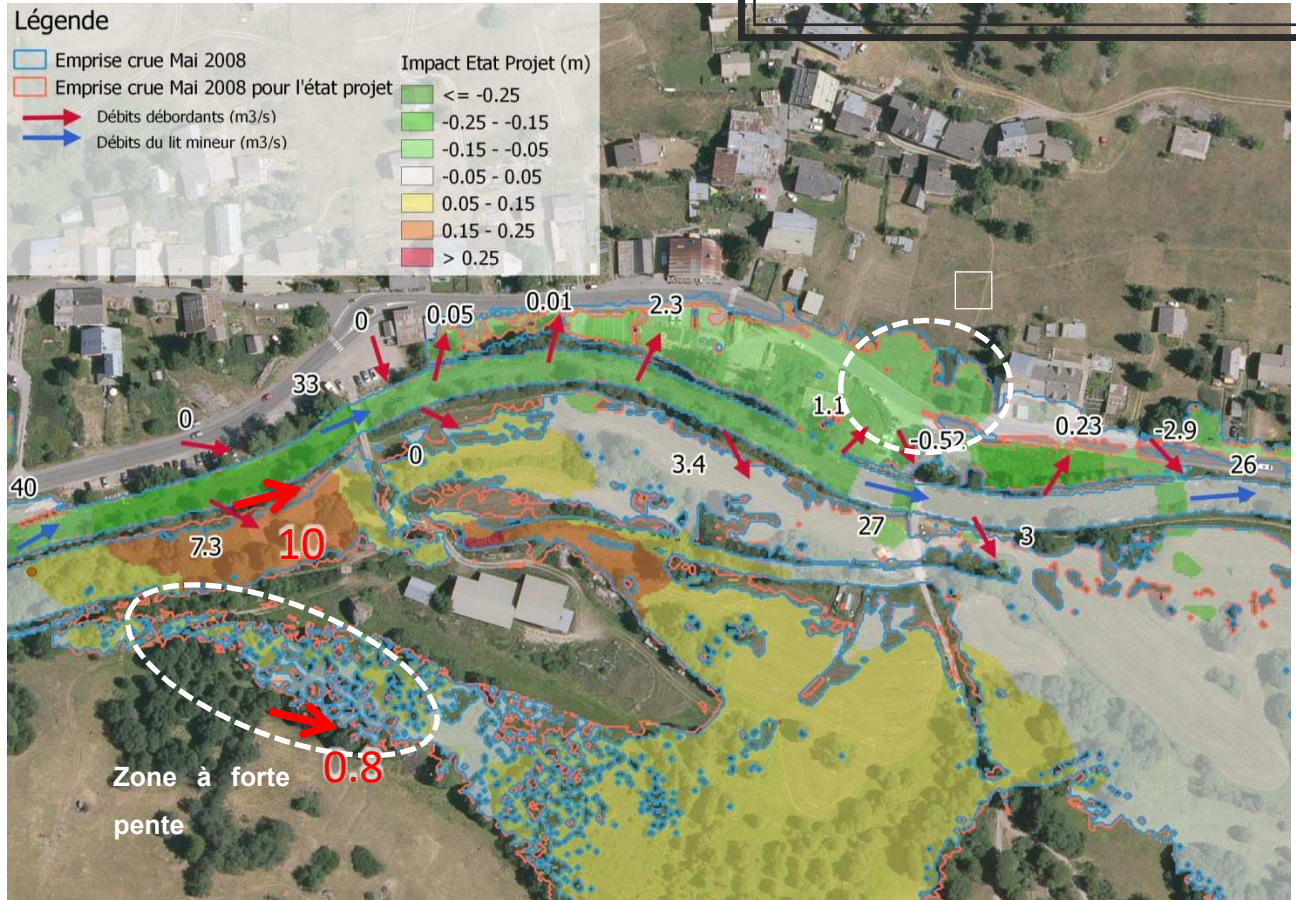 Légende
Emprise crue Mai 2008
Emprise crue Mai 2008 pour l'état projet
Débits débordants (m3/s)
Débits du lit mineur (m3/s)
Impact Etat Projet (m)
<= -0.25
-0.25 - -0.15
-0.15 - -0.05
-0.05 - 0.05
0.05 - 0.15
0.15 - 0.25
> 0.25
0
0.05
0.01
2.3
33
0
1.1
-0.52
0.23
-2.9
26
40
0
3.4
7.3
10
27
3
0.8
Zone à forte
pente